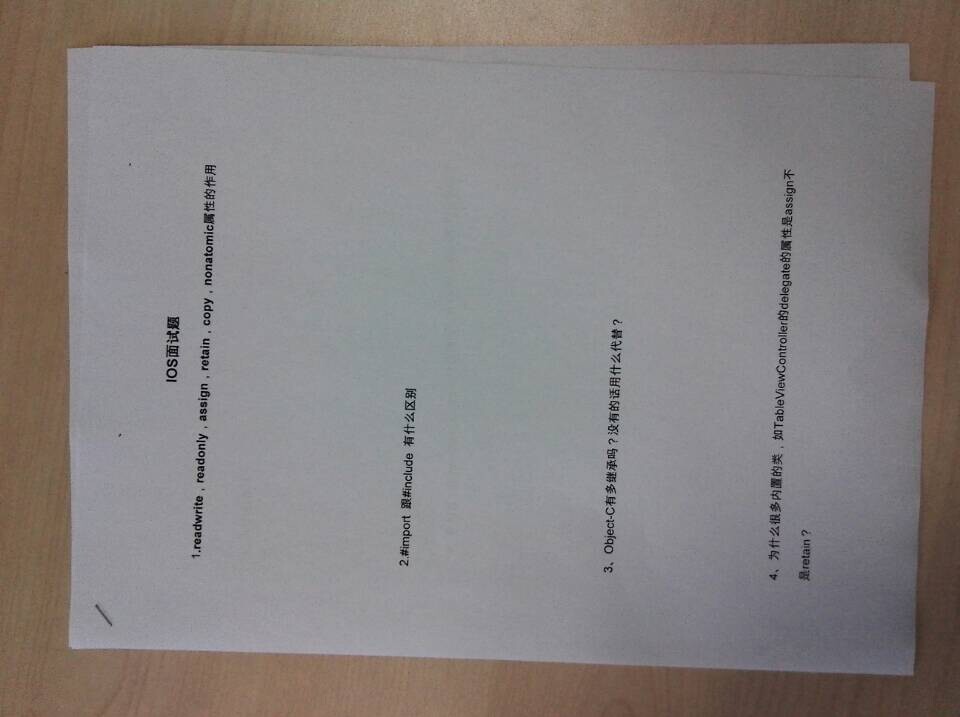 IOS面试题
1.readwrite，readonly，assign，retain，copy，nonatomic属性的作用
2.#import 跟#include 有什么区别
3、Object-C有多继承吗？没有的话用什么代替？
4、为什么很多内置的类，如TableViewController的delegate的属性是assign不
是retain？